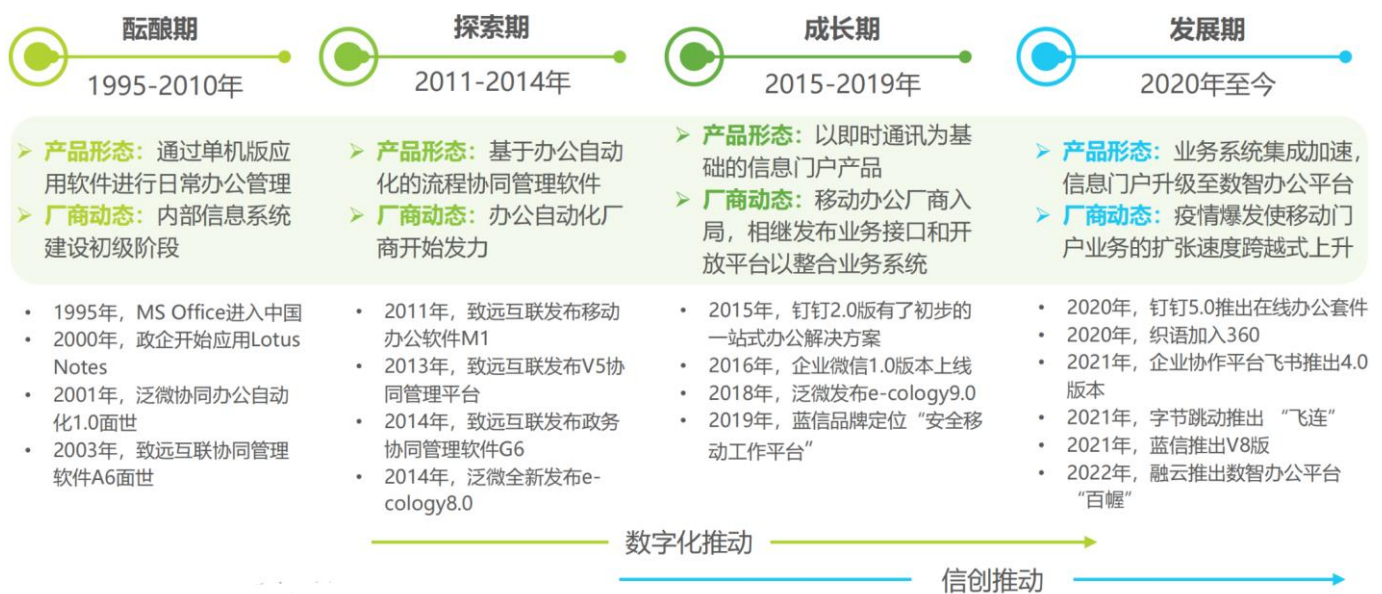 酝酿期
1995-2010年
➢ 产品形态：通过单机版应
用软件进行日常办公管理
➢ 厂商动态：内部信息系统
建设初级阶段
• 1995年，MS Office进入中国
• 2000年，政企开始应用Lotus
Notes
• 2001年，泛微协同办公自动
化1.0面世
• 2003年，致远互联协同管理
软件A6面世
探索期
2011-2014年
➢ 产品形态：基于办公自动
化的流程协同管理软件
➢ 厂商动态：办公自动化厂
商开始发力
• 2011年，致远互联发布移动
办公软件M1
• 2013年，致远互联发布V5协
同管理平台
• 2014年，致远互联发布政务
协同管理软件G6
• 2014年，泛微全新发布e-
cology8.0
成长期
2015-2019年
➢ 产品形态：以即时通讯为基
础的信息门户产品
➢ 厂商动态：移动办公厂商入
局，相继发布业务接口和开
放平台以整合业务系统
• 2015年，钉钉2.0版有了初步的
一站式办公解决方案
• 2016年，企业微信1.0版本上线
• 2018年，泛微发布e-cology9.0
• 2019年，蓝信品牌定位“安全移
动工作平台”
发展期
2020年至今
➢ 产品形态：业务系统集成加速，
信息门户升级至数智办公平台
➢ 厂商动态：疫情爆发使移动门
户业务的扩张速度跨越式上升
• 2020年，钉钉5.0推出在线办公套件
• 2020年，织语加入360
• 2021年，企业协作平台飞书推出4.0
版本
• 2021年，字节跳动推出 “飞连”
• 2021年，蓝信推出V8版
• 2022年，融云推出数智办公平台
“百幄”
数字化推动
信创推动